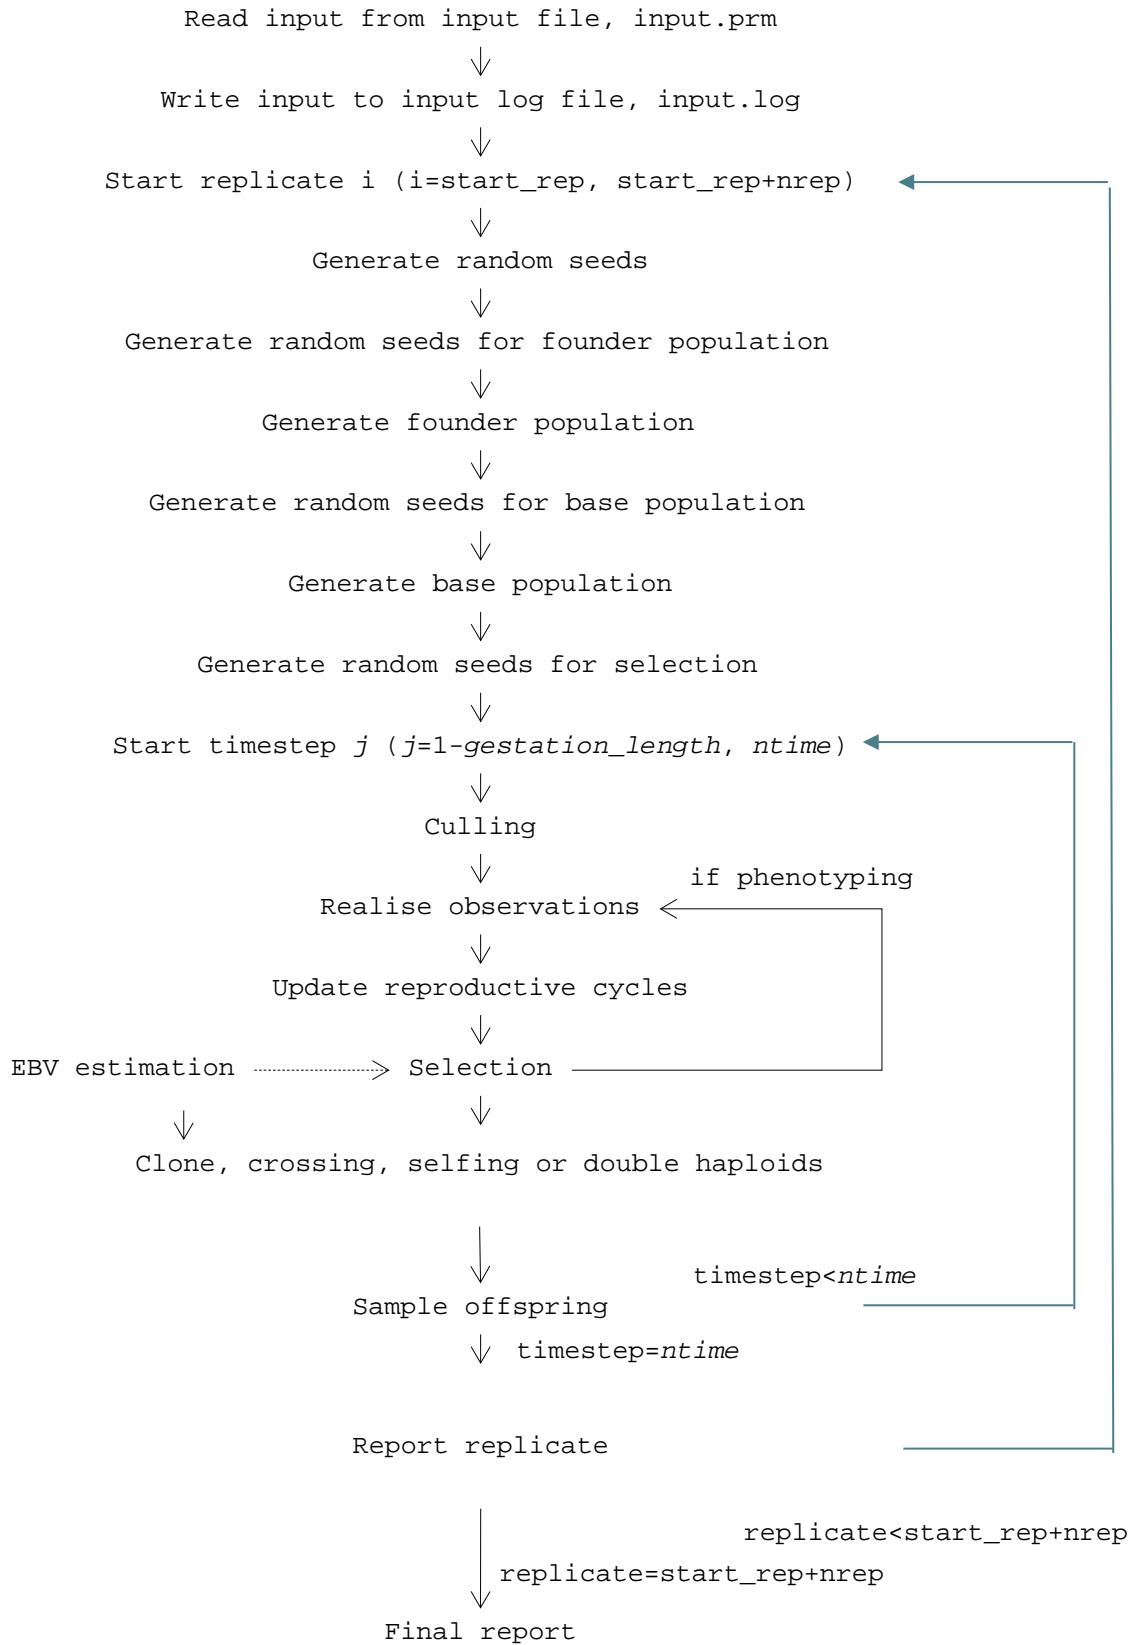 Read input from input file, input.prm
Write input to input log file, input.log
Start replicate i (i=start_rep, start_rep+nrep)
Generate random seeds
Generate random seeds for founder population
Generate founder population
Generate random seeds for base population
Generate base population
Generate random seeds for selection
Start timestep j (j=1-gestation_length, ntime)
Culling
if phenotyping
Realise observations
Update reproductive cycles
EBV estimation
Selection
Clone, crossing, selfing or double haploids
timestep<ntime
Sample offspring
timestep=ntime
Report replicate
replicate<start_rep+nrep
replicate=start_rep+nrep
Final report